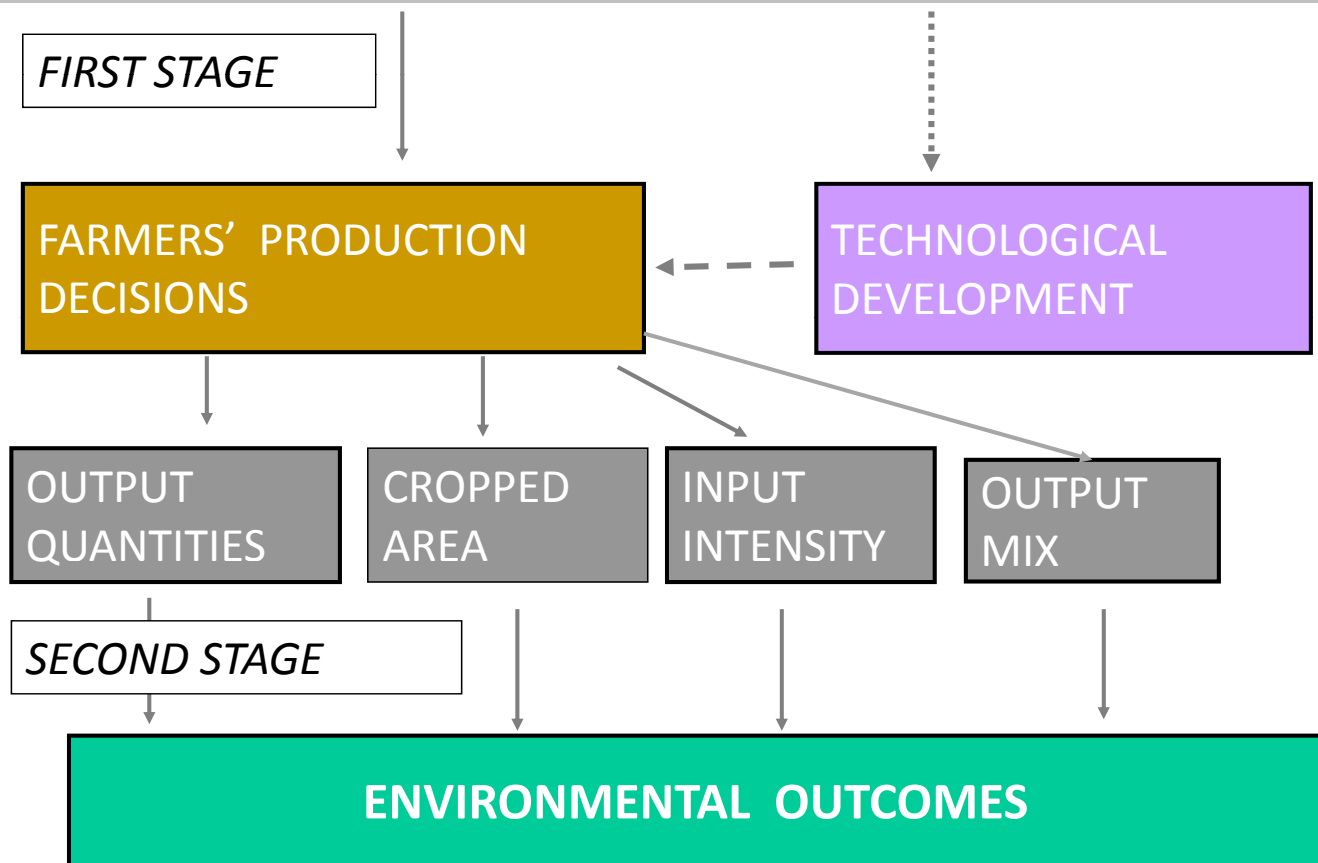 FIRST STAGE
FARMERS’ PRODUCTION
DECISIONS
TECHNOLOGICAL
DEVELOPMENT
OUTPUT
QUANTITIES
CROPPED
AREA
INPUT
INTENSITY
OUTPUT
MIX
SECOND STAGE
ENVIRONMENTAL OUTCOMES